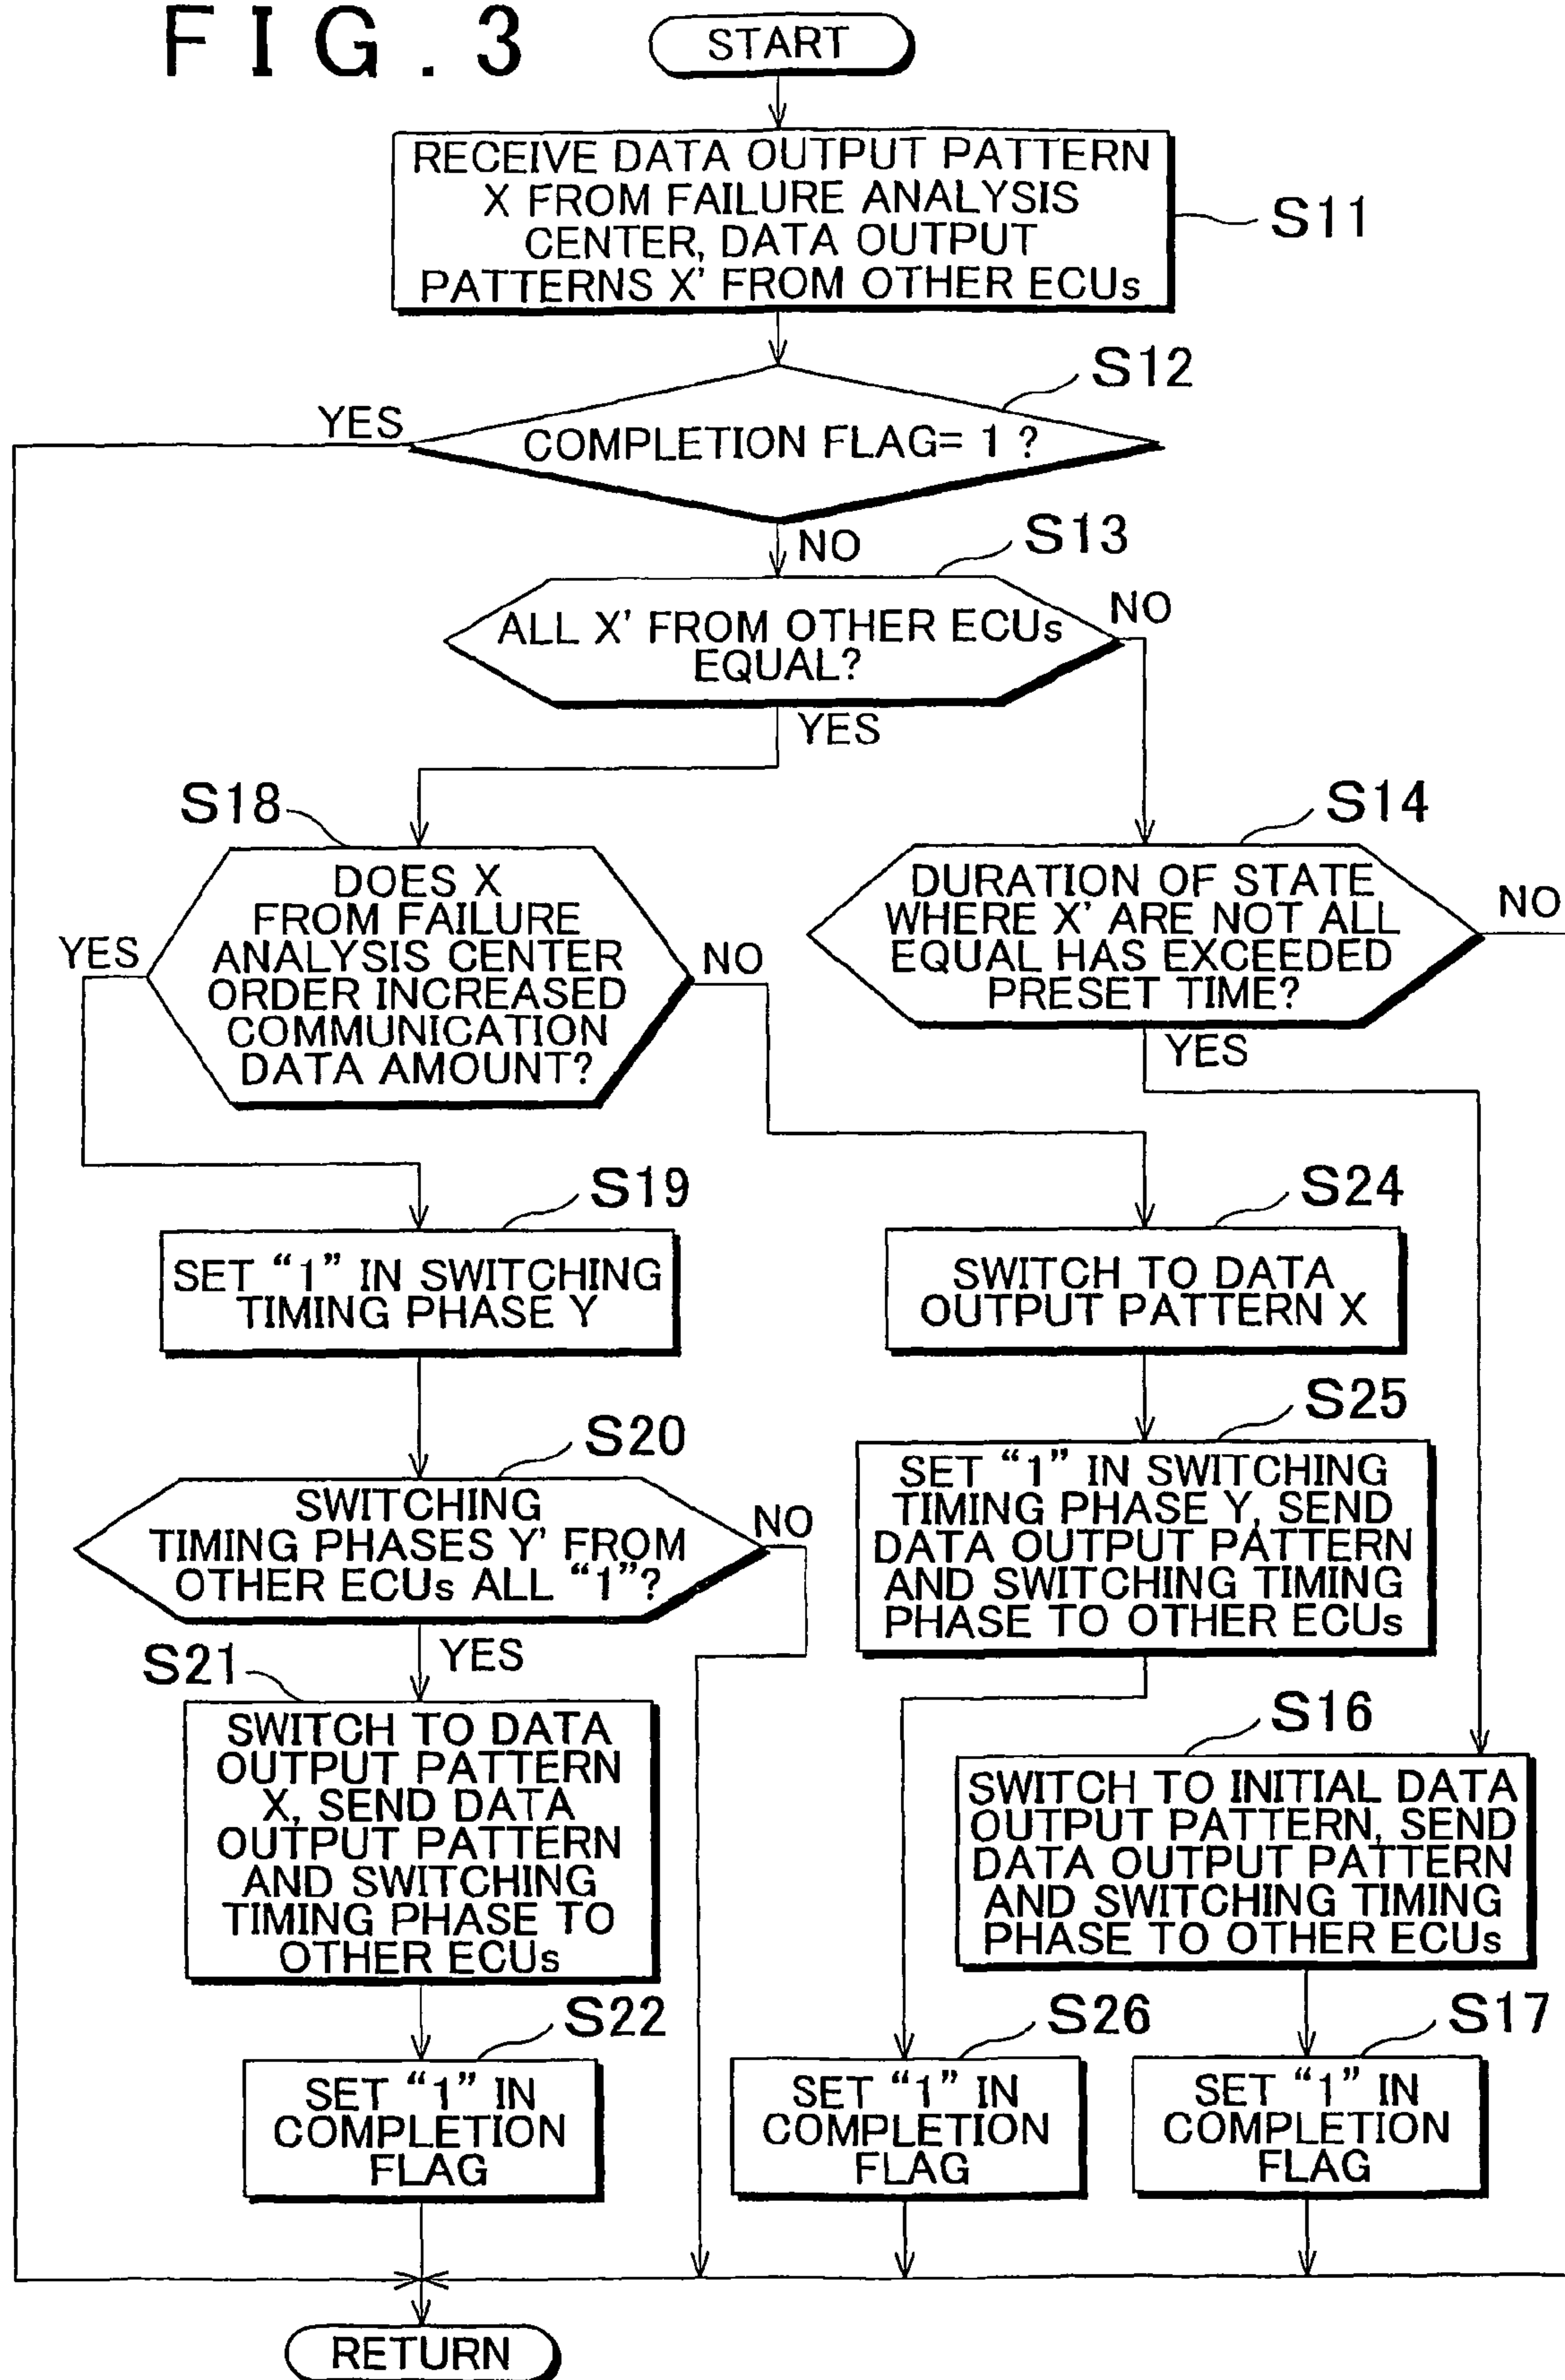 FIG. 3
START
RECEIVE DATA OUTPUT PATTERN
X FROM FAILURE ANALYSIS
CENTER, DATA OUTPUT
PATTERNS X' FROM OTHER ECUs
S11
S12
YES
COMPLETION FLAG= 1 ?
NO
S13
ALL X' FROM OTHER ECUs
EQUAL?
NO
YES
S18
DOES X
FROM FAILURE
ANALYSIS CENTER
ORDER INCREASED
COMMUNICATION
DATA AMOUNT?
YES
NO
S14
DURATION OF STATE
WHERE X' ARE NOT ALL
EQUAL HAS EXCEEDED
PRESET TIME?
NO
YES
S19
SET “1” IN SWITCHING
TIMING PHASE Y
S24
SWITCH TO DATA
OUTPUT PATTERN X
S20
SWITCHING
TIMING PHASES Y' FROM
OTHER ECUs ALL “1”?
NO
YES
S25
SET “1” IN SWITCHING
TIMING PHASE Y, SEND
DATA OUTPUT PATTERN
AND SWITCHING TIMING
PHASE TO OTHER ECUs
S21
SWITCH TO DATA
OUTPUT PATTERN
X, SEND DATA
OUTPUT PATTERN
AND SWITCHING
TIMING PHASE TO
OTHER ECUs
S16
SWITCH TO INITIAL DATA
OUTPUT PATTERN, SEND
DATA OUTPUT PATTERN
AND SWITCHING TIMING
PHASE TO OTHER ECUs
S22
SET “1” IN
COMPLETION
FLAG
S26
SET “1” IN
COMPLETION
FLAG
S17
SET “1” IN
COMPLETION
FLAG
RETURN